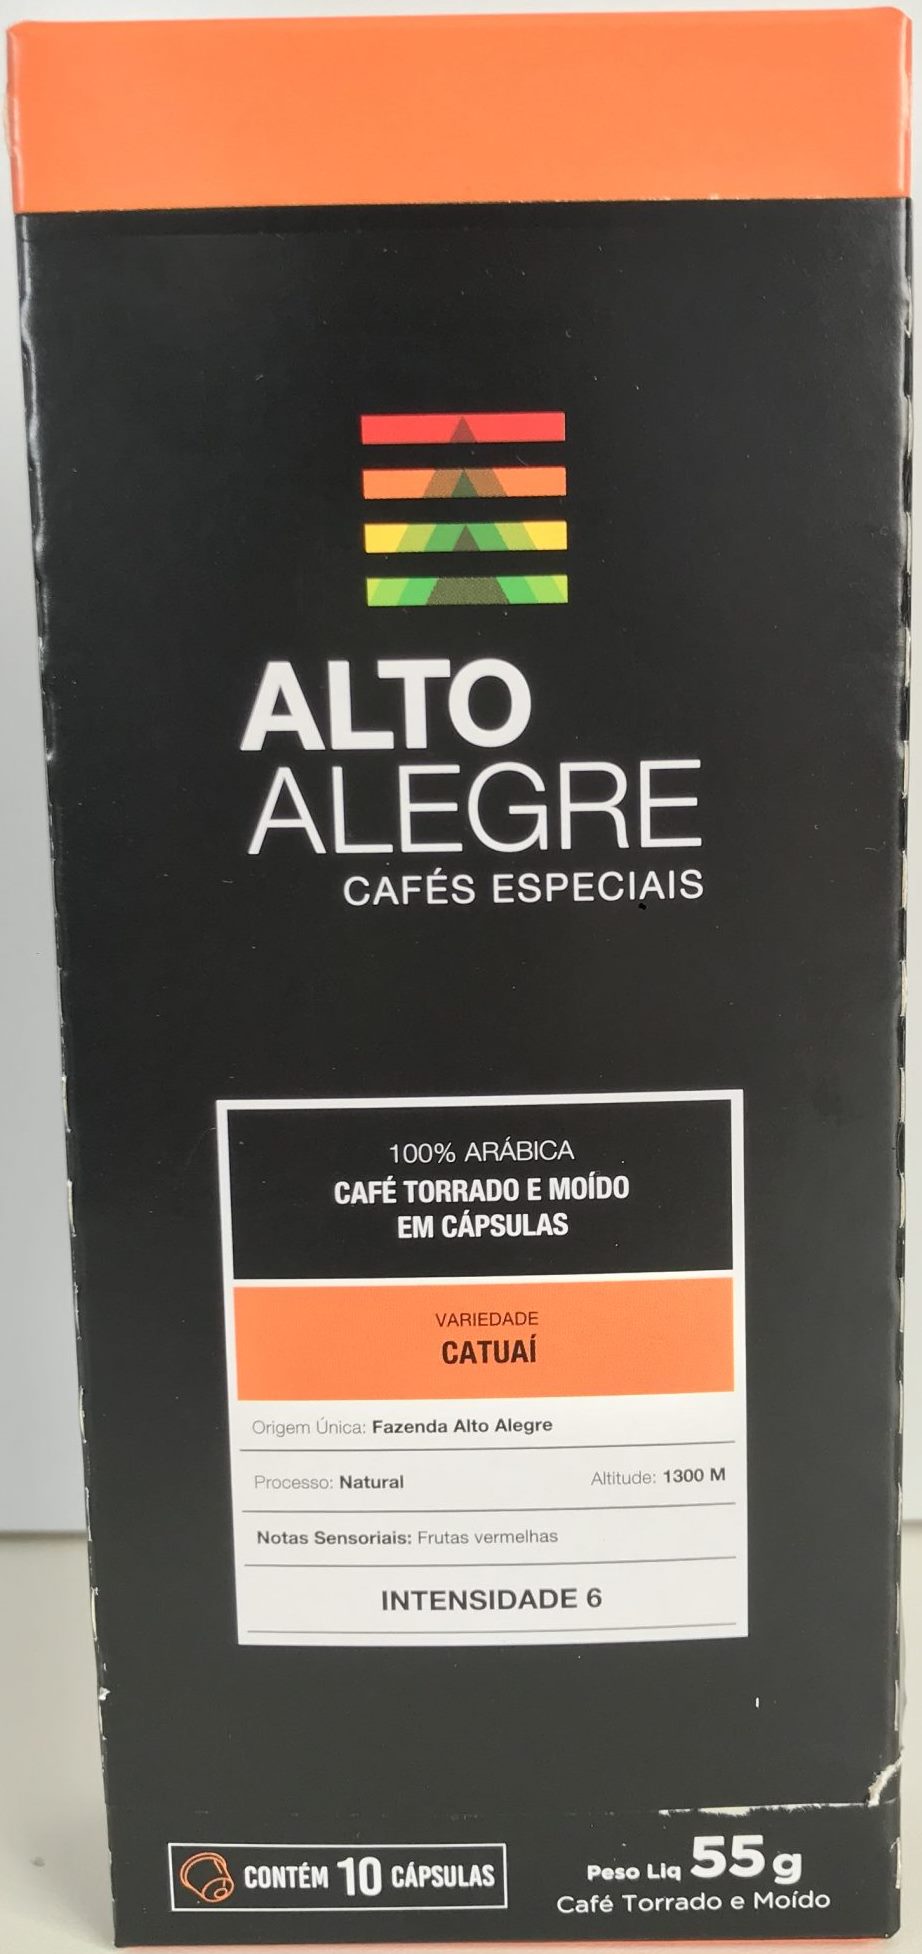 ALTO
ALEGRE
CAFÉS ESPECIAIS
100% ARÁBICA
CAFÉ TORRADO E MOÍDO
EM CÁPSULAS
VARIEDADE
CATUAÍ
Origem Única: Fazenda Alto Alegre
Processo: Natural Altitude: 1300 M
Notas Sensoriais: Frutas vermelhas
INTENSIDADE 6
CONTÉM 10 CÁPSULAS
Peso Liq 55g
Café Torrado e Moído